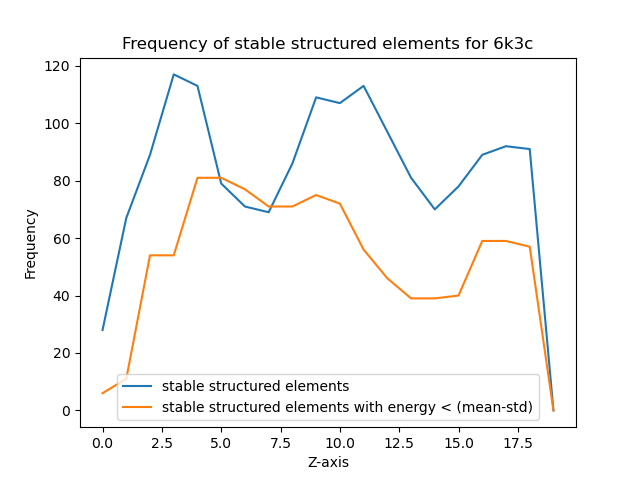 Frequency of stable structured elements for 6k3c
120
100
80
60
40
20
0
Frequency
stable structured elements
stable structured elements with energy < (mean-std)
0.0 2.5 5.0 7.5 10.0 12.5 15.0 17.5
Z-axis